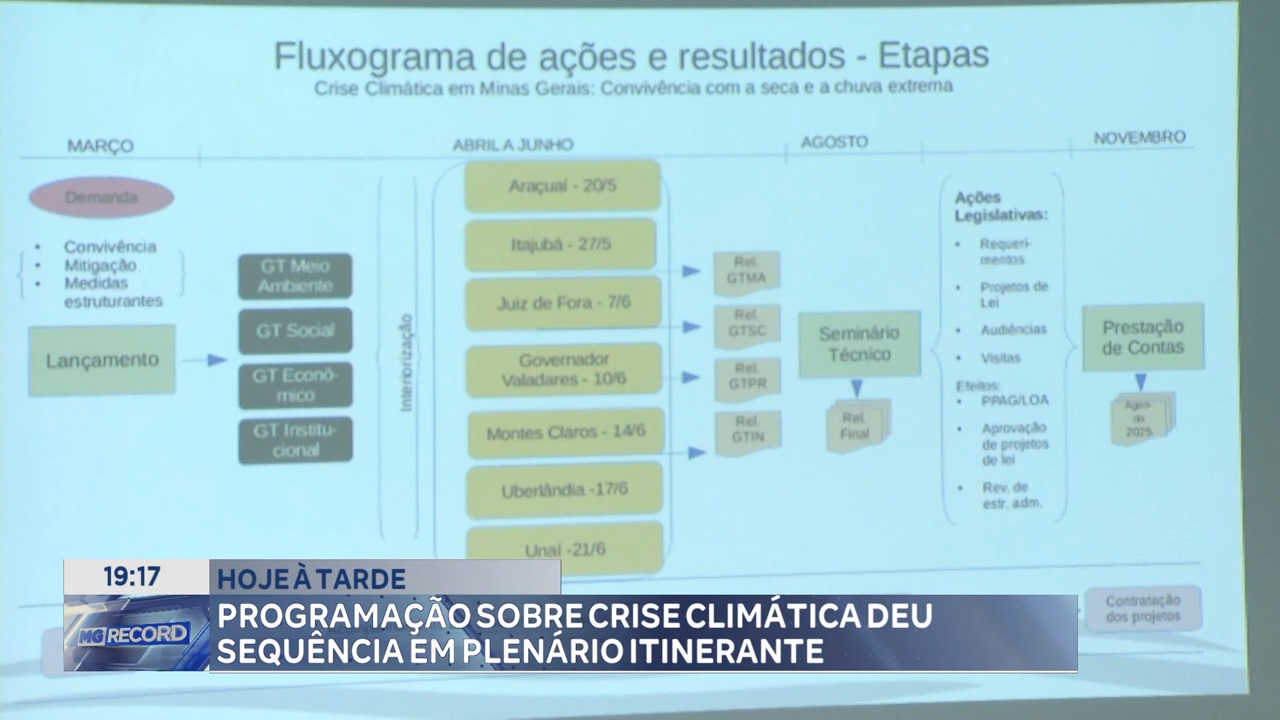 Fluxograma de ações e resultados - Etapas
Crise Climática em Minas Gerais: Convivência com a seca e a chuva extrema
MARÇO
ABRIL A JUNHO
AGOSTO
NOVEMBRO
Demanda
• Convivência
• Mitigação
• Medidas
estruturantes
Lançamento
GT Meio
Ambiente
GT Social
GT Econô-
mico
GT Institu-
cional
Interiorização
Araçuaí - 20/5
Itajubá - 27/5
Juiz de Fora - 7/6
Governador
Valadares - 10/6
Montes Claros - 14/6
Uberlândia -17/6
Unaí -21/6
Rel.
GTMA
Rel.
GTSC
Rel.
GTPR
Rel.
GTIN
Seminário
Técnico
Rel.
Final
Ações
Legislativas:
• Requeri-
mentos
• Projetos de
Lei
• Audiências
• Visitas
Efeitos:
• PPAG/LOA
• Aprovação
de projetos
de lei
• Rev. de
estr. adm.
Prestação
de Contas
2025
Contratação
dos projetos
19:17
HOJE À TARDE
MG RECORD
PROGRAMAÇÃO SOBRE CRISE CLIMÁTICA DEU
SEQUÊNCIA EM PLENÁRIO ITINERANTE